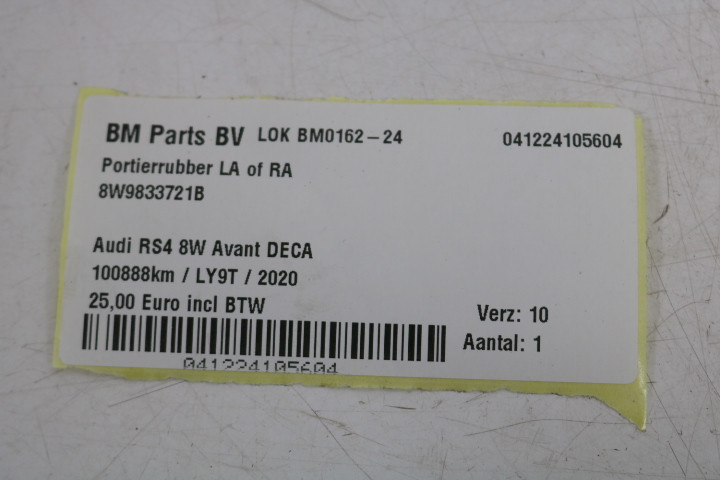 BM Parts BV LOK BM0162-24 041224105604
Portierrubber LA of RA
8W9833721B
Audi RS4 8W Avant DECA
100888km / LY9T / 2020
25,00 Euro incl BTW
Verz: 10
Aantal: 1
041224105604